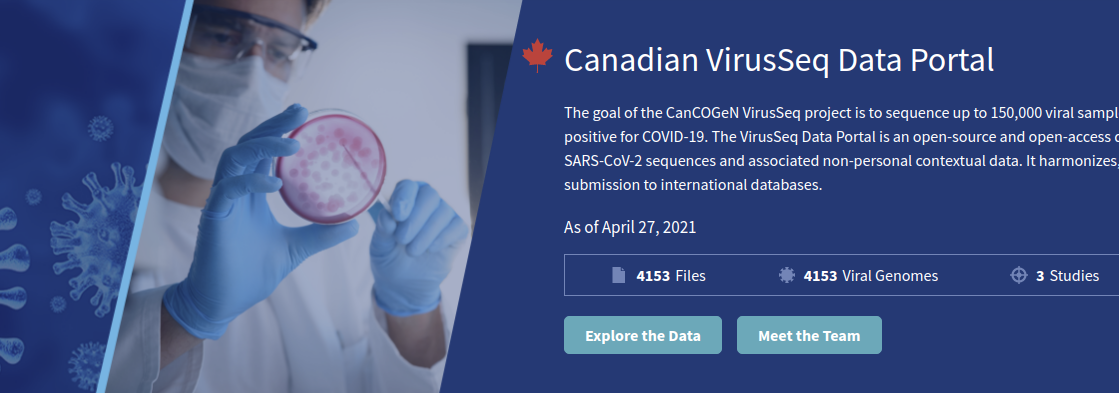 Canadian VirusSeq Data Portal
The goal of the CanCOGeN VirusSeq project is to sequence up to 150,000 viral sampl
positive for COVID-19. The VirusSeq Data Portal is an open-source and open-access
SARS-CoV-2 sequences and associated non-personal contextual data. It harmonizes,
submission to international databases.
As of April 27, 2021
4153 Files 4153 Viral Genomes 3 Studies
Explore the Data Meet the Team